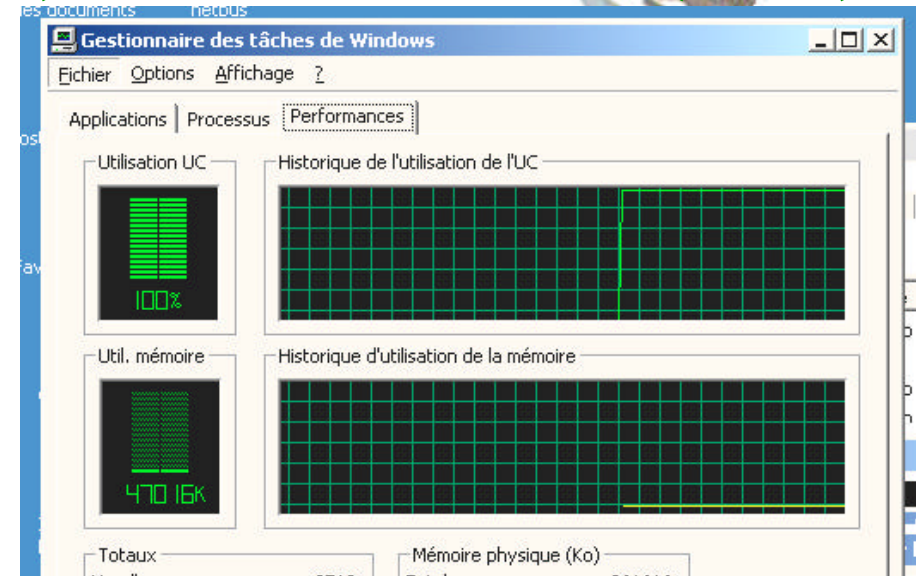 les documents netbus
Gestionnaire des tâches de Windows
Fichier Options Affichage ?
Applications Processus Performances
Utilisation UC Historique de l'utilisation de l'UC
100%
Util. mémoire Historique d'utilisation de la mémoire
47016K
Totaux Mémoire physique (Ko)